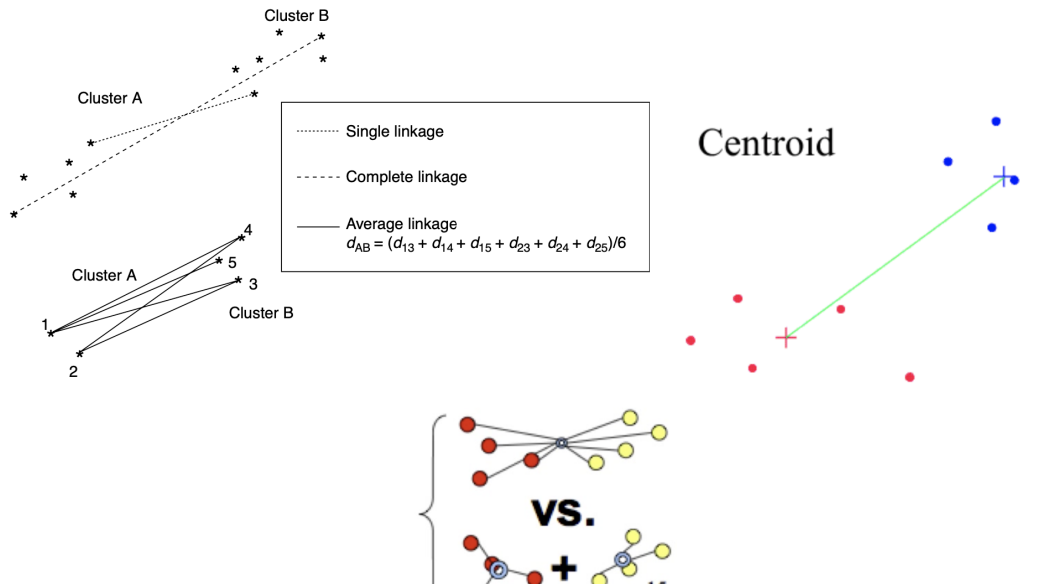 Cluster B
Cluster A
Single linkage
Complete linkage
Average linkage
dAB = (d13 + d14 + d15 + d23 + d24 + d25)/6
4
Cluster A
5
3
Cluster B
1
2
Centroid
vs.
+